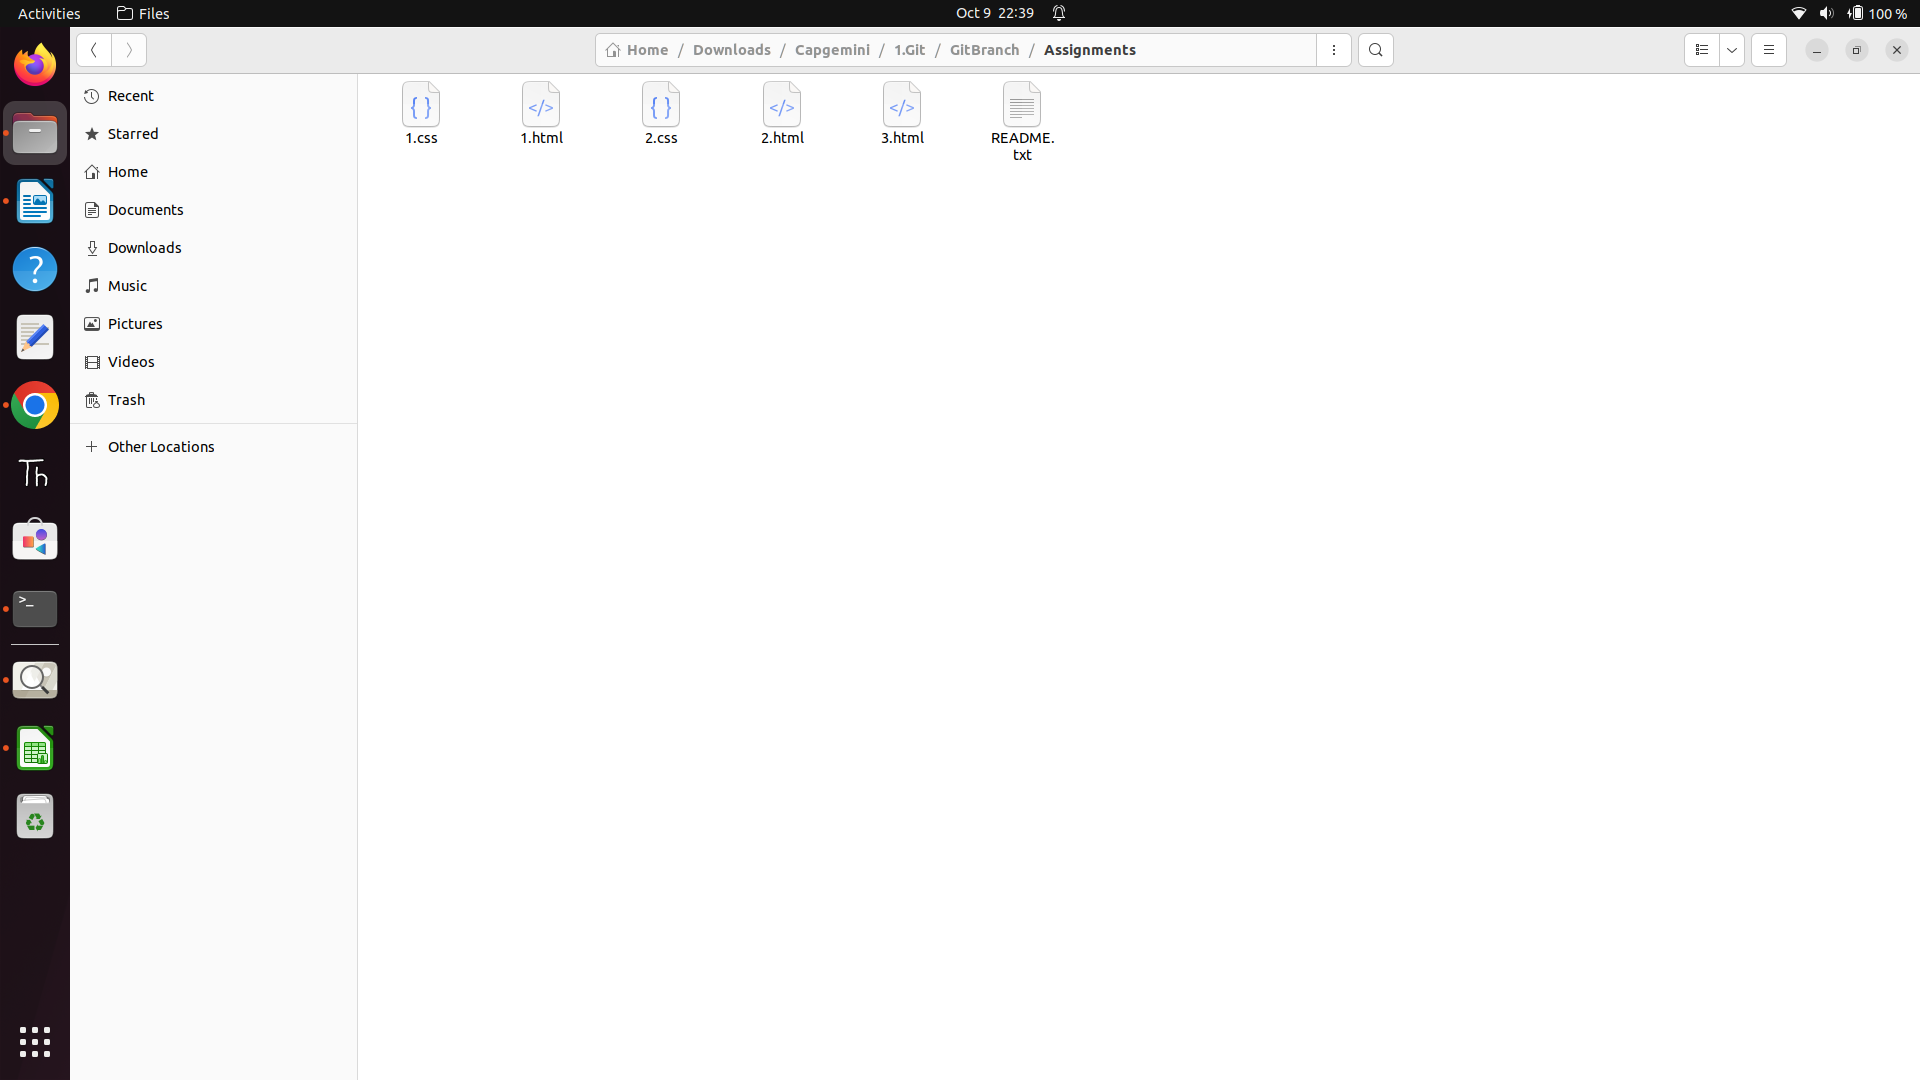 Activities Files Oct 9 22:39 100 %
Home / Downloads / Capgemini / 1.Git / GitBranch / Assignments
Recent
Starred
Home
Documents
Downloads
Music
Pictures
Videos
Trash
Other Locations
{ } </> { } </> </>
1.css 1.html 2.css 2.html 3.html README.
txt
?
Th
>_